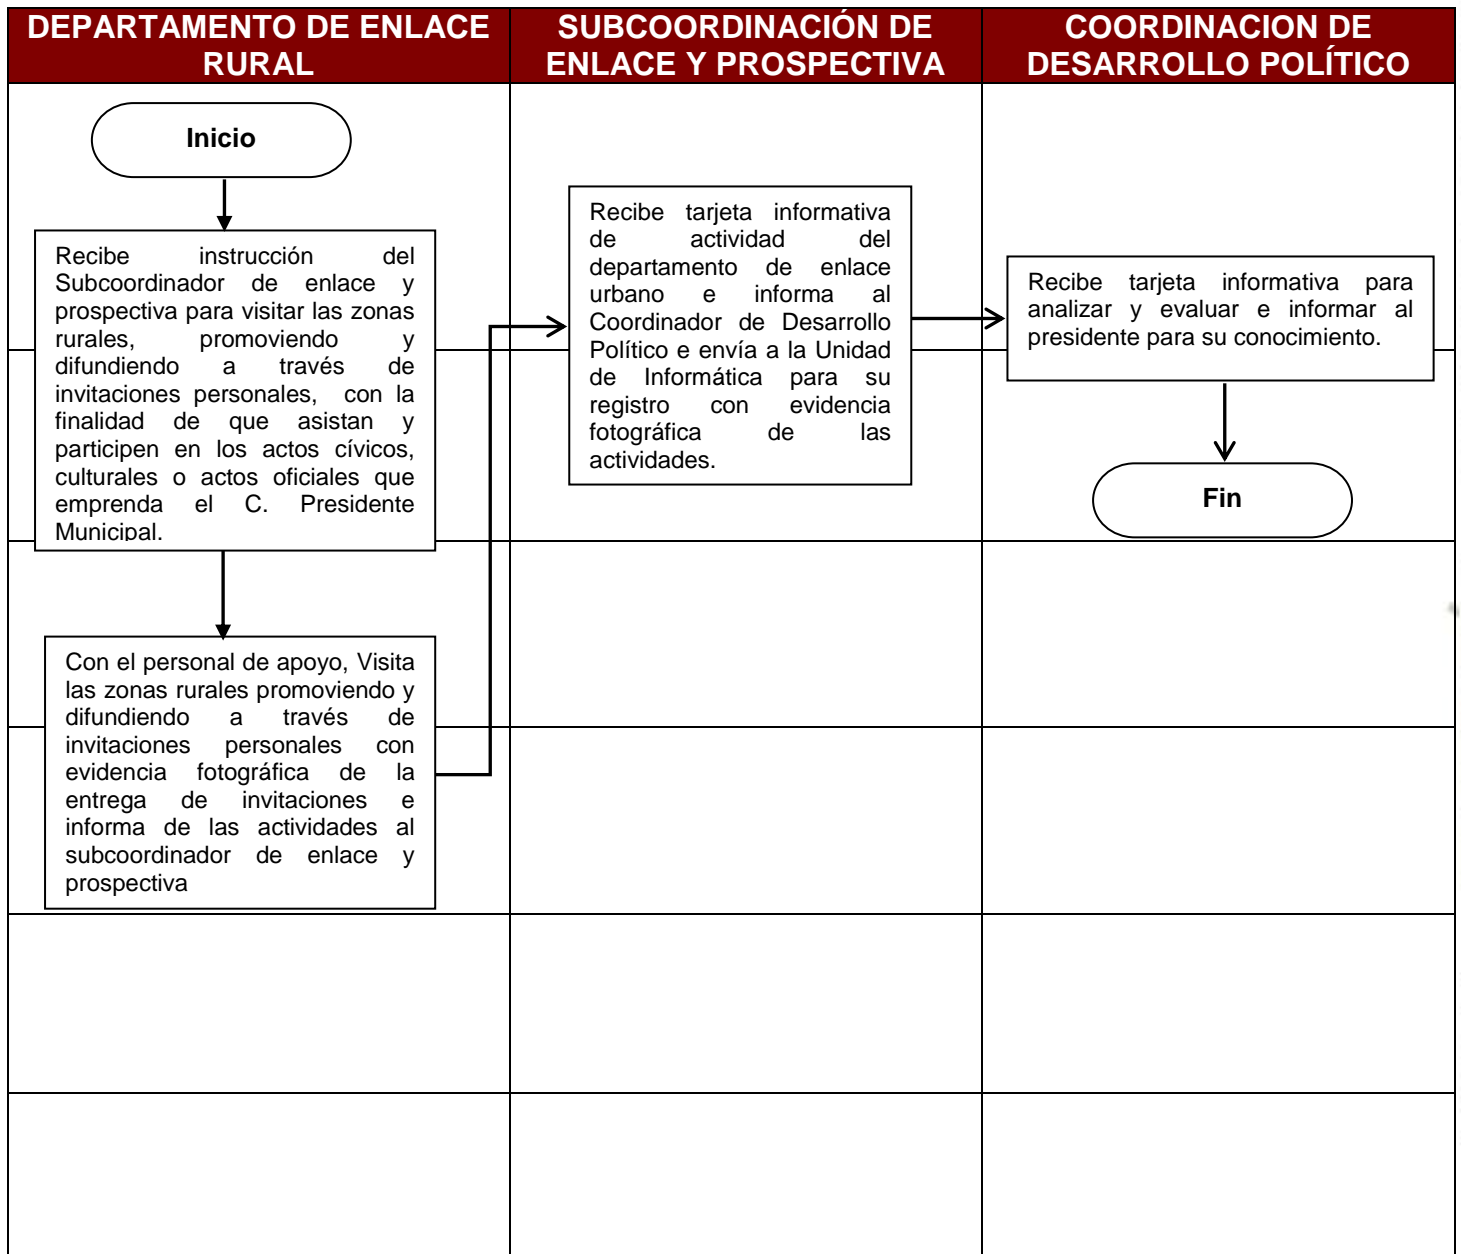 DEPARTAMENTO DE ENLACE
RURAL
SUBCOORDINACIÓN DE
ENLACE Y PROSPECTIVA
COORDINACION DE
DESARROLLO POLÍTICO
Inicio
Recibe instrucción del
Subcoordinador de enlace y
prospectiva para visitar las zonas
rurales, promoviendo y
difundiendo a través de
invitaciones personales, con la
finalidad de que asistan y
participen en los actos cívicos,
culturales o actos oficiales que
emprenda el C. Presidente
Municipal.
Con el personal de apoyo, Visita
las zonas rurales promoviendo y
difundiendo a través de
invitaciones personales con
evidencia fotográfica de la
entrega de invitaciones e
informa de las actividades al
subcoordinador de enlace y
prospectiva
Recibe tarjeta informativa
de actividad del
departamento de enlace
urbano e informa al
Coordinador de Desarrollo
Político e envía a la Unidad
de Informática para su
registro con evidencia
fotográfica de las
actividades.
Recibe tarjeta informativa para
analizar y evaluar e informar al
presidente para su conocimiento.
Fin